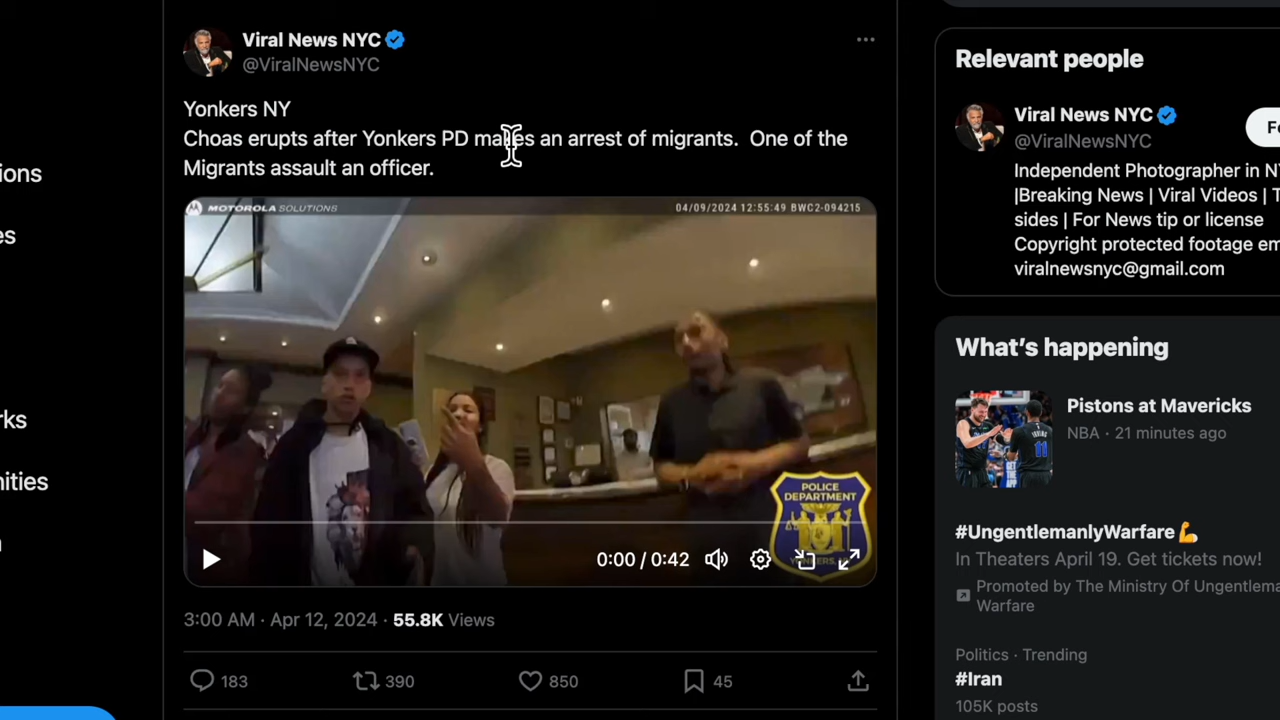 Viral News NYC
@ViralNewsNYC
Yonkers NY
Choas erupts after Yonkers PD makes an arrest of migrants. One of the
Migrants assault an officer.
MOTOROLA SOLUTIONS
04/09/2024 12:55:49 BWC2-094215
POLICE
DEPARTMENT
YONKERS, N.Y.
0:00 / 0:42
3:00 AM · Apr 12, 2024 · 55.8K Views
183
390
850
45
ions
es
rks
nities
n
Relevant people
Viral News NYC
Fo
@ViralNewsNYC
Independent Photographer in NY
|Breaking News | Viral Videos | T
sides | For News tip or license
Copyright protected footage em
viralnewsnyc@gmail.com
What's happening
Pistons at Mavericks
NBA · 21 minutes ago
#UngentlemanlyWarfare💪
In Theaters April 19. Get tickets now!
Promoted by The Ministry Of Ungentlema
Warfare
Politics · Trending
#Iran
105K posts